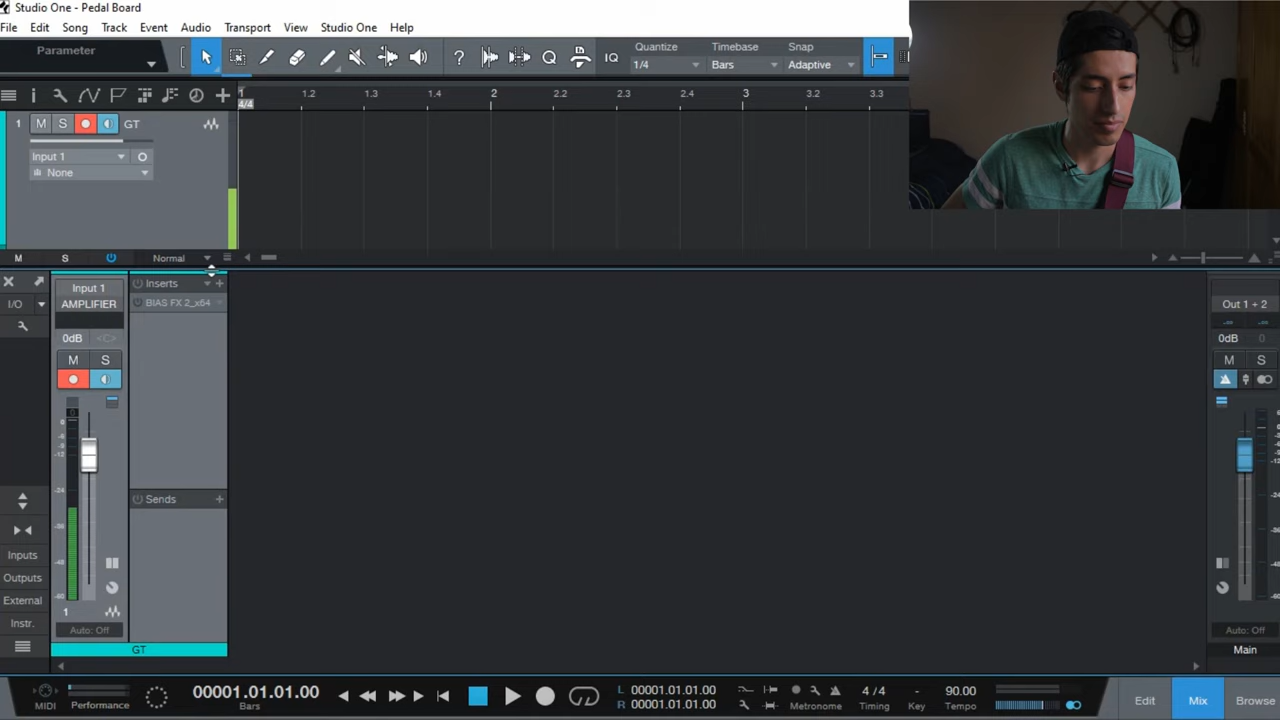 Studio One - Pedal Board
File Edit Song Track Event Audio Transport View Studio One Help
Parameter
IQ
Quantize
1/4
Timebase
Bars
Snap
Adaptive
1 1.2 1.3 1.4 2 2.2 2.3 2.4 3 3.2 3.3
4/4
1 M S GT
Input 1
None
M S Normal
Input 1
AMPLIFIER
Inserts
BIAS FX 2_x64
I/O
0dB <C>
M S
Sends
Inputs
Outputs
External
Instr.
1
Auto: Off
GT
Out 1 + 2
0dB
M S
Auto: Off
Main
MIDI
Performance
00001.01.01.00
Bars
L 00001.01.01.00
R 00001.01.01.00
Metronome
4 / 4
Timing
-
Key
90.00
Tempo
Edit
Mix
Browse